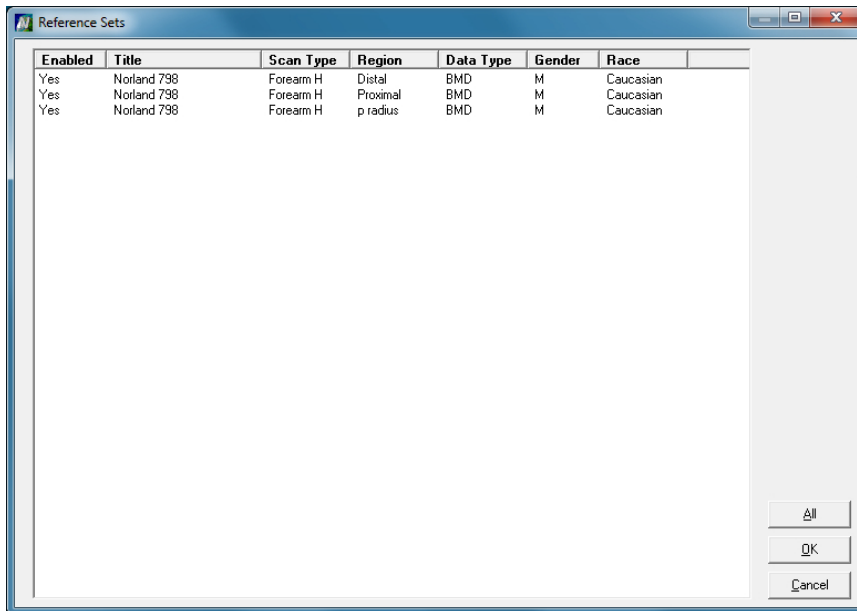 Reference Sets
Enabled Title Scan Type Region Data Type Gender Race
Yes Norland 798 Forearm H Distal BMD M Caucasian
Yes Norland 798 Forearm H Proximal BMD M Caucasian
Yes Norland 798 Forearm H p radius BMD M Caucasian
All
OK
Cancel